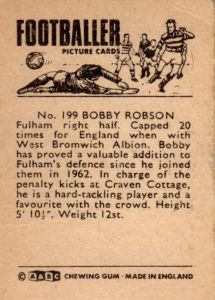 FOOTBALLER
PICTURE CARDS
No. 199 BOBBY ROBSON
Fulham right half. Capped 20
times for England when with
West Bromwich Albion. Bobby
has proved a valuable addition to
Fulham's defence since he joined
them in 1962. In charge of the
penalty kicks at Craven Cottage,
he is a hard-tackling player and a
favourite with the crowd. Height
5' 10½". Weight 12st.
© A&BC CHEWING GUM · MADE IN ENGLAND